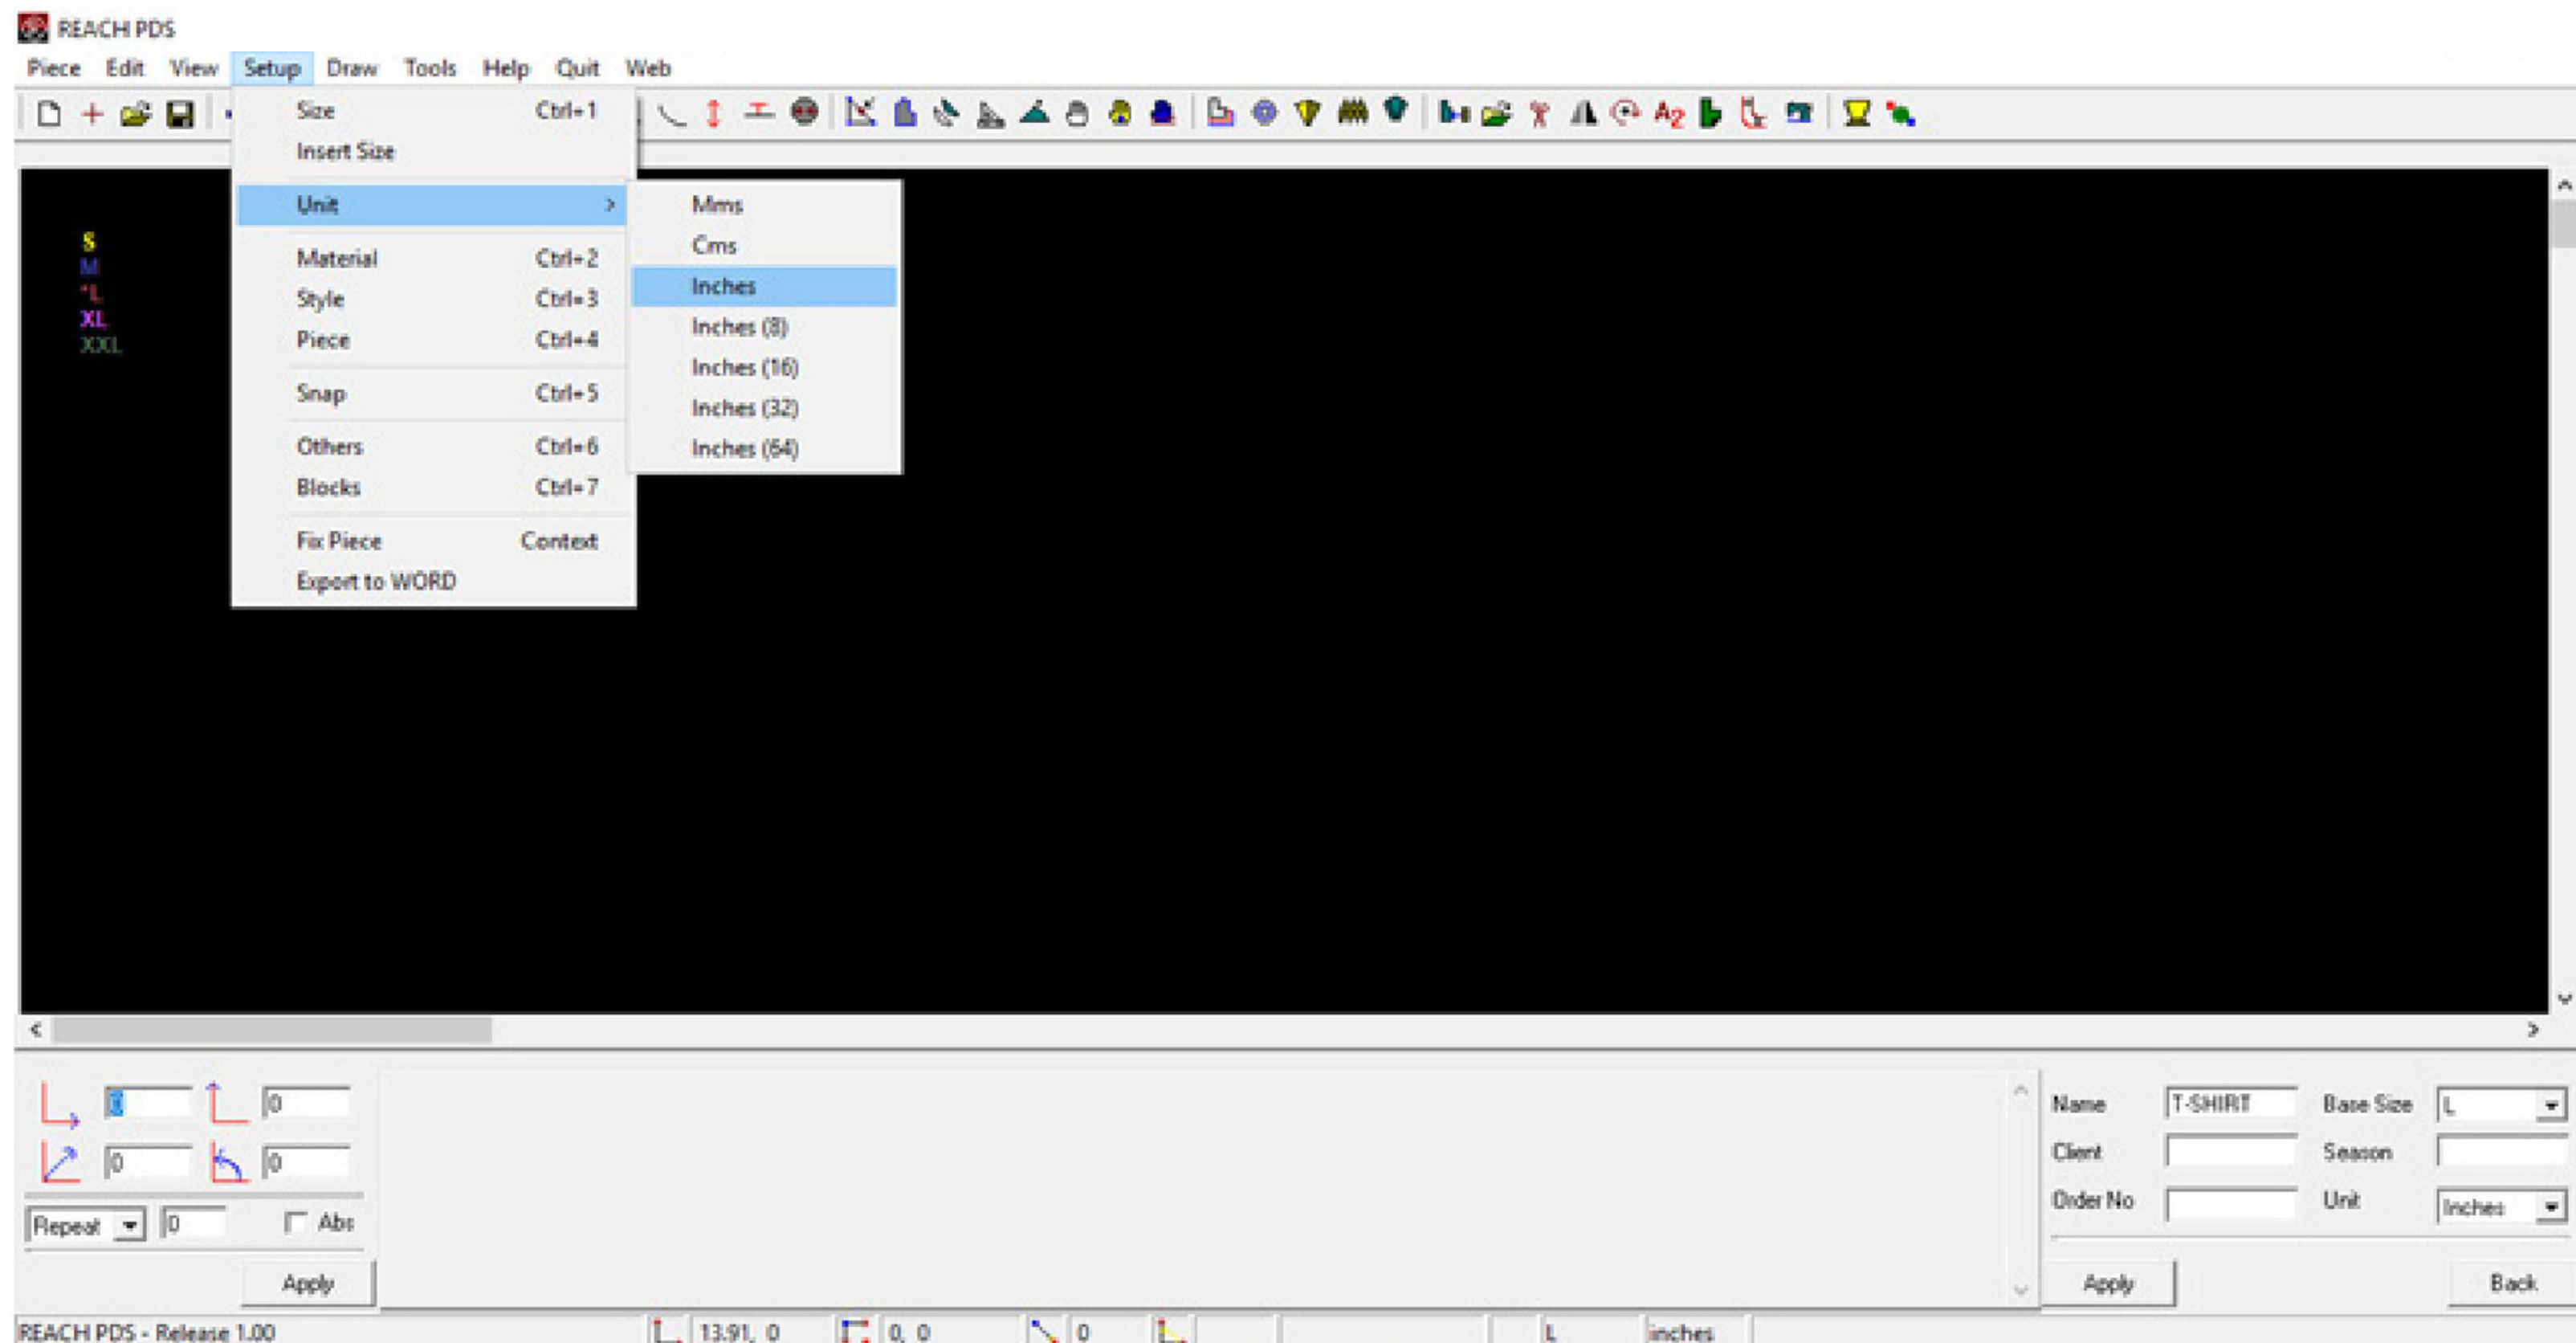 REACH PDS
Piece Edit View Setup Draw Tools Help Quit Web
Size Ctrl+1
Insert Size
Unit >
Material Ctrl+2
Style Ctrl+3
Piece Ctrl+4
Snap Ctrl+5
Others Ctrl+6
Blocks Ctrl+7
Fix Piece Context
Export to WORD
Mms
Cms
Inches
Inches (8)
Inches (16)
Inches (32)
Inches (64)
A2
S
M
*L
XL
XXL
0 0
0 0
Repeat 0 Abs
Apply
Name T-SHIRT Base Size L
Client Season
Order No Unit Inches
Apply Back
REACH PDS - Release 1.00 13.91, 0 0, 0 0 L inches